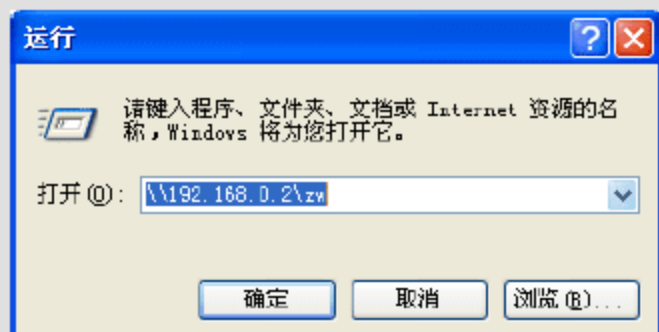 运行
请键入程序、文件夹、文档或 Internet 资源的名
称，Windows 将为您打开它。
打开(O): \\192.168.0.2\zw
确定 取消 浏览(B)...